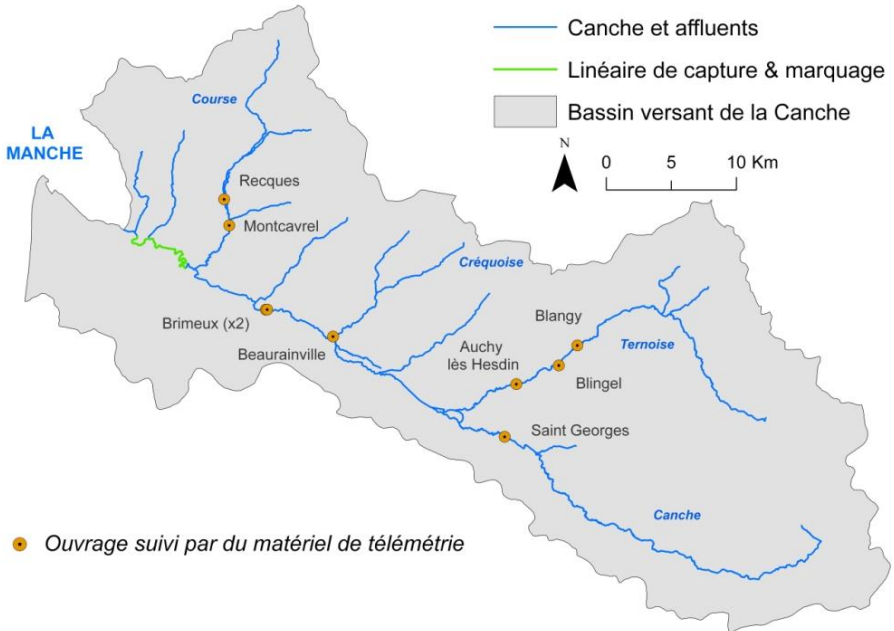 Canche et affluents
Linéaire de capture & marquage
Bassin versant de la Canche
N
0 5 10 Km
LA
MANCHE
Course
Recques
Montcavrel
Créquoise
Brimeux (x2)
Beaurainville
Auchy
lès Hesdin
Blangy
Ternoise
Blingel
Saint Georges
Canche
Ouvrage suivi par du matériel de télémétrie